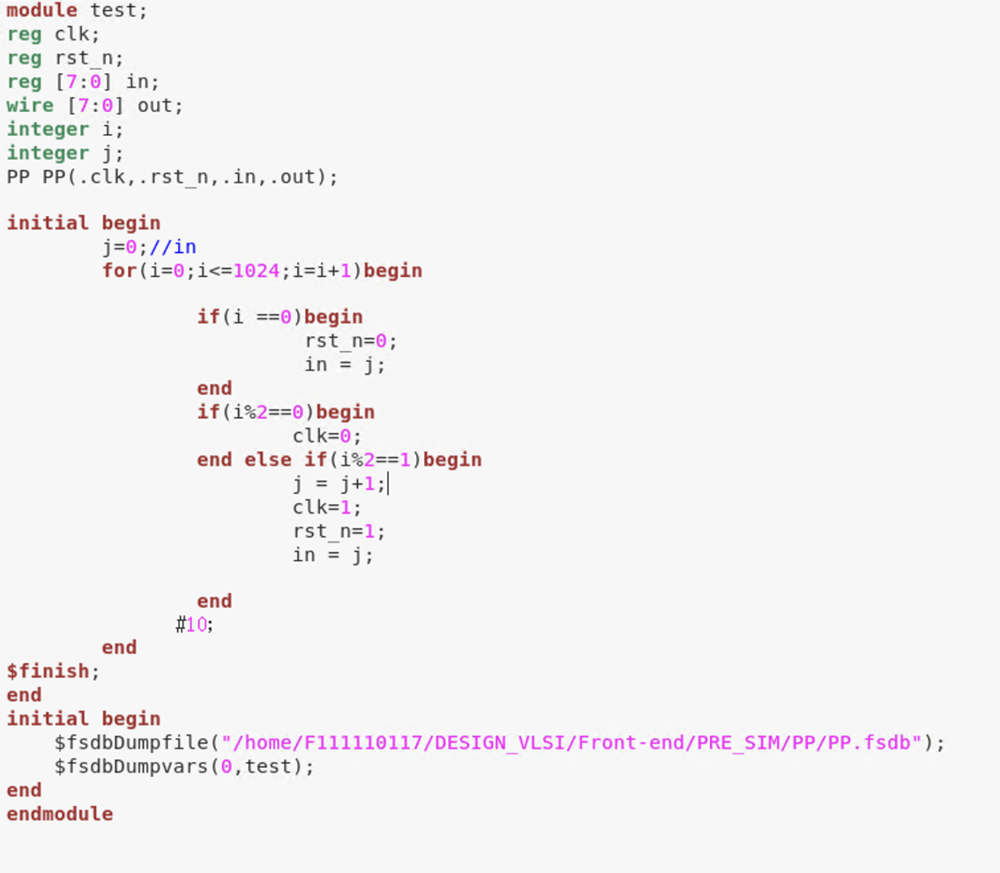 module test;
reg clk;
reg rst_n;
reg [7:0] in;
wire [7:0] out;
integer i;
integer j;
PP PP(.clk,.rst_n,.in,.out);
initial begin
j=0;//in
for(i=0;i<=1024;i=i+1)begin
if(i ==0)begin
rst_n=0;
in = j;
end
if(i%2==0)begin
clk=0;
end else if(i%2==1)begin
j = j+1;
clk=1;
rst_n=1;
in = j;
end
#10;
end
$finish;
end
initial begin
$fsdbDumpfile("/home/F111110117/DESIGN_VLSI/Front-end/PRE_SIM/PP/PP.fsdb");
$fsdbDumpvars(0,test);
end
endmodule